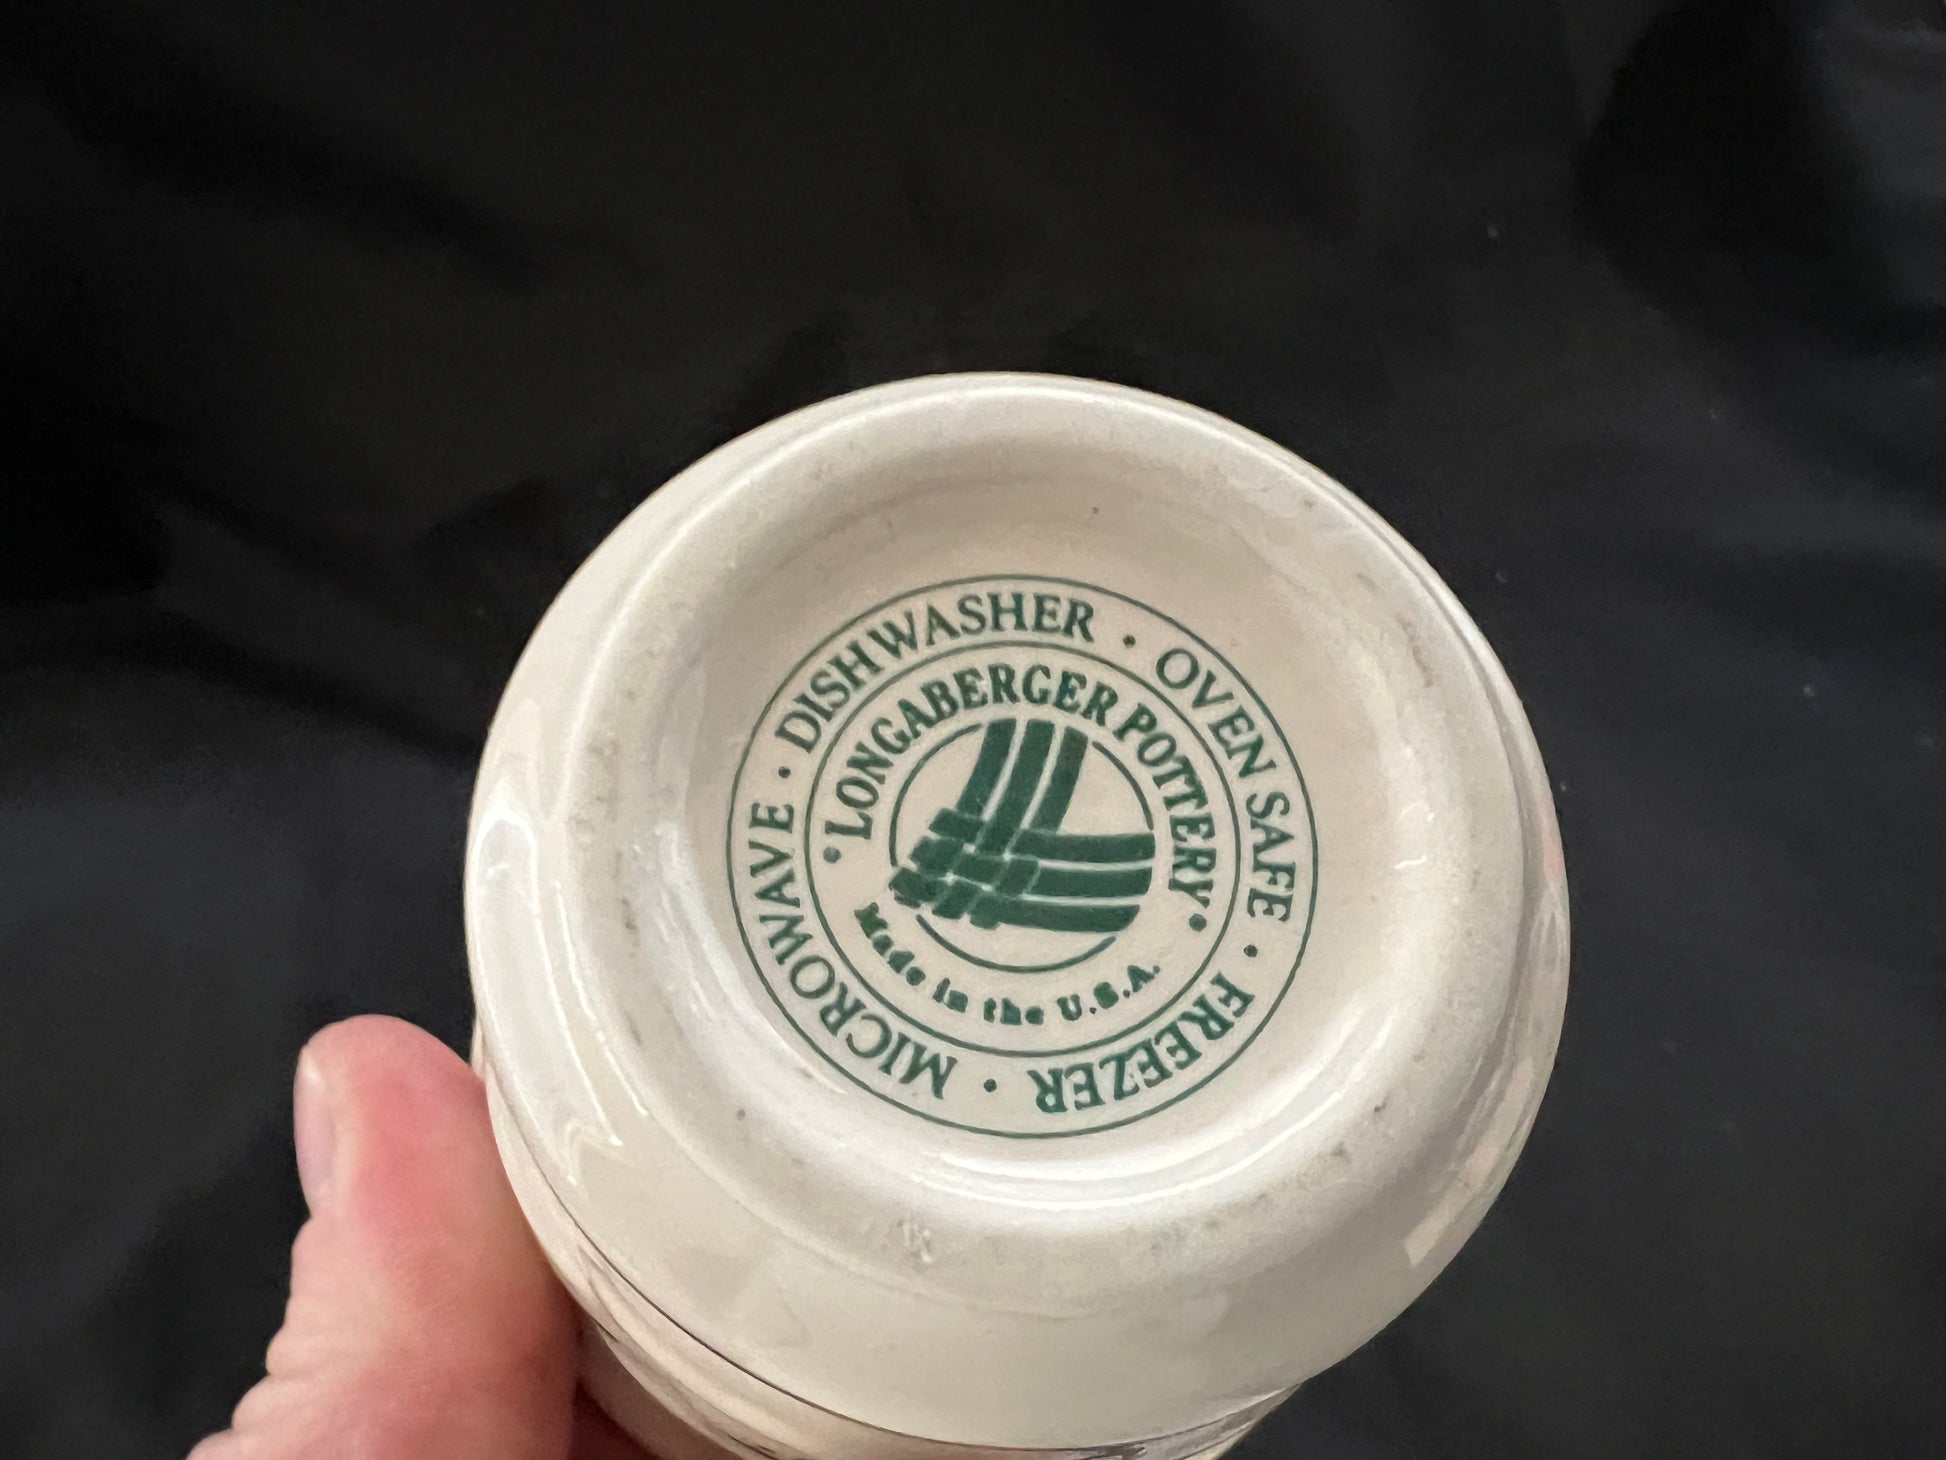 MICROWAVE · DISHWASHER · OVEN SAFE · FREEZER ·
• LONGABERGER POTTERY •
Made in the U.S.A.